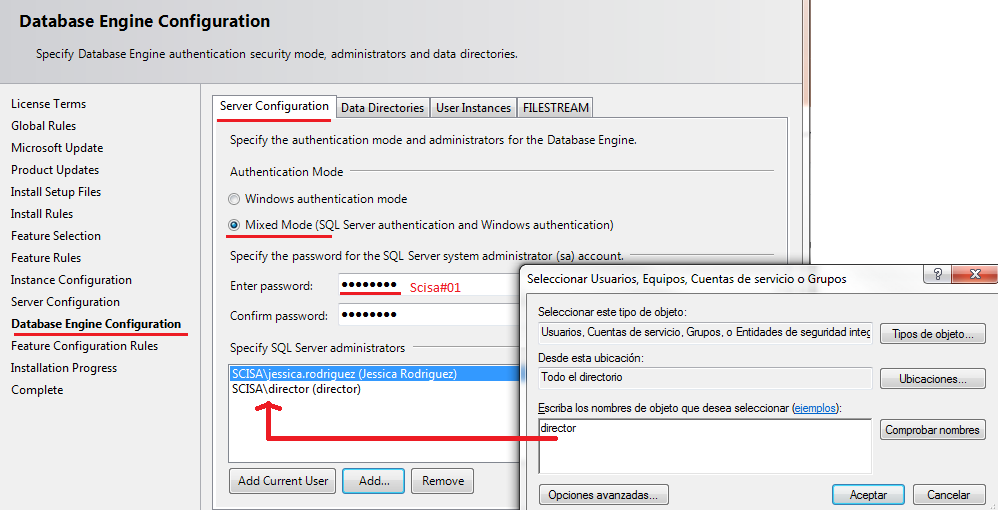 Database Engine Configuration
Specify Database Engine authentication security mode, administrators and data directories.
License Terms
Global Rules
Microsoft Update
Product Updates
Install Setup Files
Install Rules
Feature Selection
Feature Rules
Instance Configuration
Server Configuration
Database Engine Configuration
Feature Configuration Rules
Installation Progress
Complete
Server Configuration Data Directories User Instances FILESTREAM
Specify the authentication mode and administrators for the Database Engine.
Authentication Mode
Windows authentication mode
Mixed Mode (SQL Server authentication and Windows authentication)
Specify the password for the SQL Server system administrator (sa) account.
Enter password: ●●●●●●●● Scisa#01
Confirm password: ●●●●●●●●
Specify SQL Server administrators
SCISA\jessica.rodriguez (Jessica Rodriguez)
SCISA\director (director)
Add Current User Add... Remove
Seleccionar Usuarios, Equipos, Cuentas de servicio o Grupos
Seleccionar este tipo de objeto:
Usuarios, Cuentas de servicio, Grupos, o Entidades de seguridad integ Tipos de objeto...
Desde esta ubicación:
Todo el directorio Ubicaciones...
Escriba los nombres de objeto que desea seleccionar (ejemplos):
director Comprobar nombres
Opciones avanzadas... Aceptar Cancelar